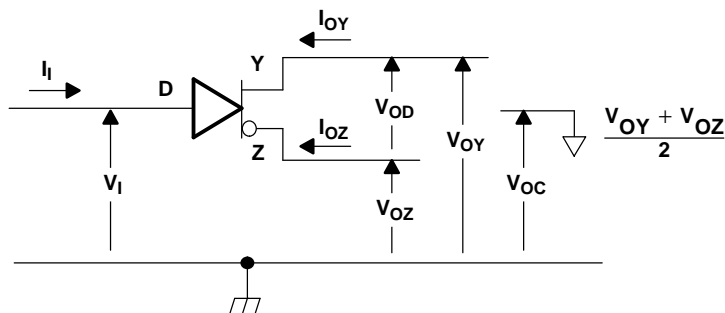 I_OY
I_I
D
Y
V_OD
I_OZ
Z
V_OY
V_OY + V_OZ
2
V_I
V_OZ
V_OC